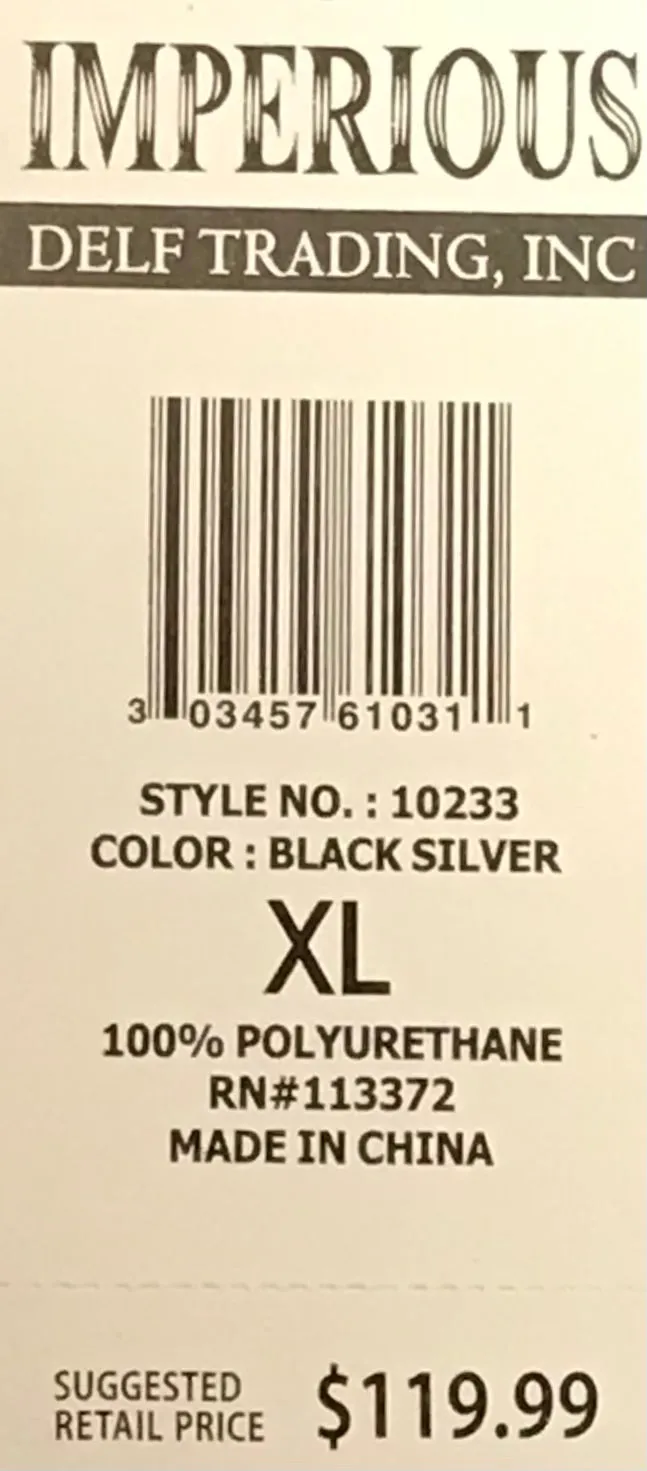 IMPERIOUS
DELF TRADING, INC
3 03457 61031 1
STYLE NO. : 10233
COLOR : BLACK SILVER
XL
100% POLYURETHANE
RN#113372
MADE IN CHINA
SUGGESTED
RETAIL PRICE
$119.99